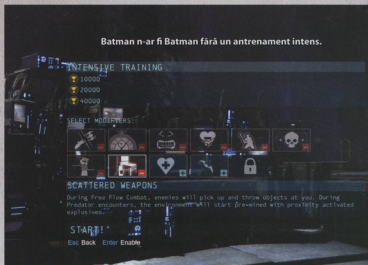 Batman n-ar fi Batman fără un antrenament intens.
INTENSIVE TRAINING
10000
20000
40000
SELECT MODIFIERS:
SCATTERED WEAPONS
During Free Flow Combat, enemies will pick up and throw objects at you. During
Predator encounters, the environment will start pre-mined with proximity activated
explosives.
START!
Esc Back Enter Enable